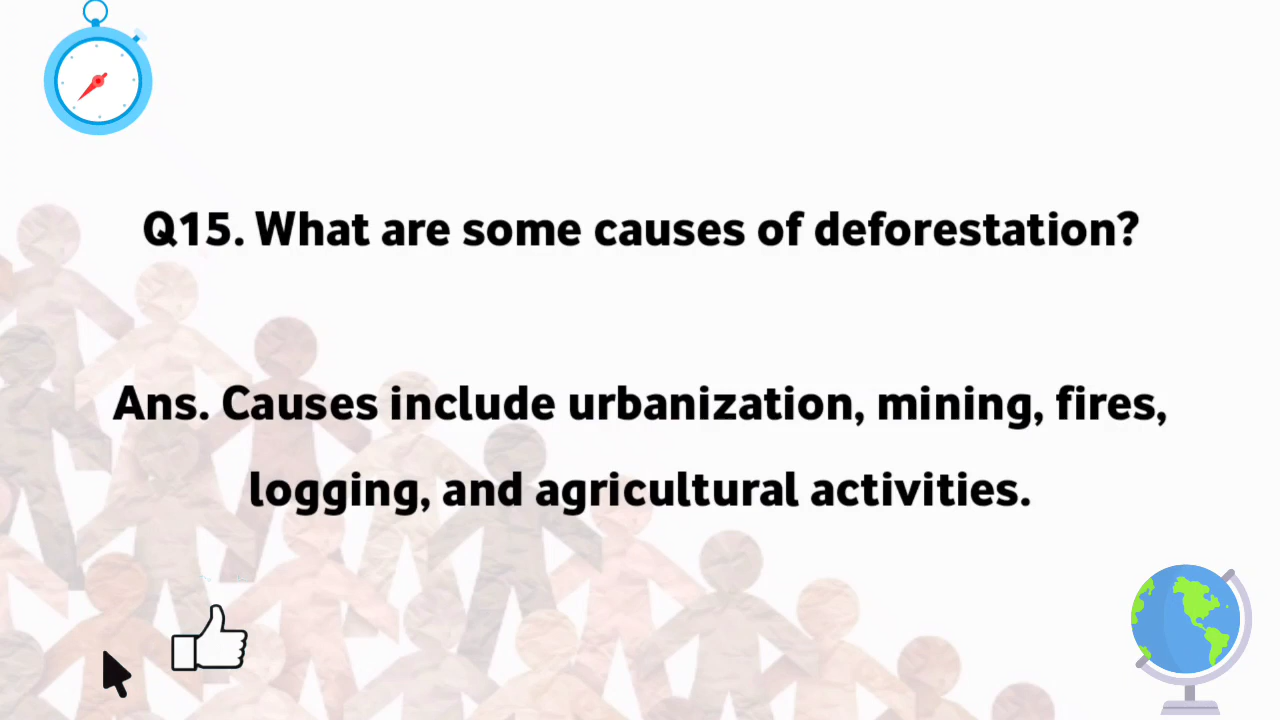 Q15. What are some causes of deforestation?
Ans. Causes include urbanization, mining, fires,
logging, and agricultural activities.